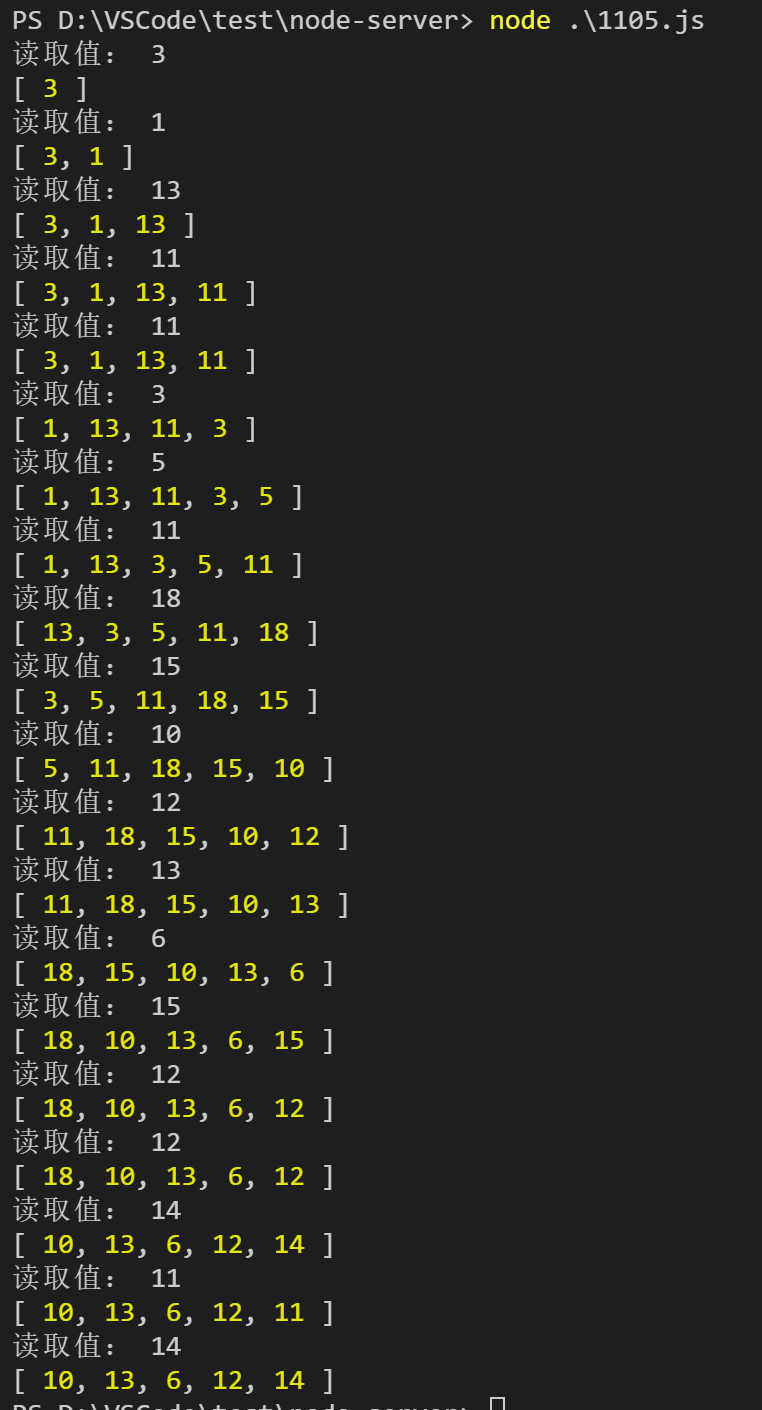 PS D:\VSCode\test\node-server> node .\1105.js
读取值： 3
[ 3 ]
读取值： 1
[ 3, 1 ]
读取值： 13
[ 3, 1, 13 ]
读取值： 11
[ 3, 1, 13, 11 ]
读取值： 11
[ 3, 1, 13, 11 ]
读取值： 3
[ 1, 13, 11, 3 ]
读取值： 5
[ 1, 13, 11, 3, 5 ]
读取值： 11
[ 1, 13, 3, 5, 11 ]
读取值： 18
[ 13, 3, 5, 11, 18 ]
读取值： 15
[ 3, 5, 11, 18, 15 ]
读取值： 10
[ 5, 11, 18, 15, 10 ]
读取值： 12
[ 11, 18, 15, 10, 12 ]
读取值： 13
[ 11, 18, 15, 10, 13 ]
读取值： 6
[ 18, 15, 10, 13, 6 ]
读取值： 15
[ 18, 10, 13, 6, 15 ]
读取值： 12
[ 18, 10, 13, 6, 12 ]
读取值： 12
[ 18, 10, 13, 6, 12 ]
读取值： 14
[ 10, 13, 6, 12, 14 ]
读取值： 11
[ 10, 13, 6, 12, 11 ]
读取值： 14
[ 10, 13, 6, 12, 14 ]
PS D:\VSCode\test\node-server>